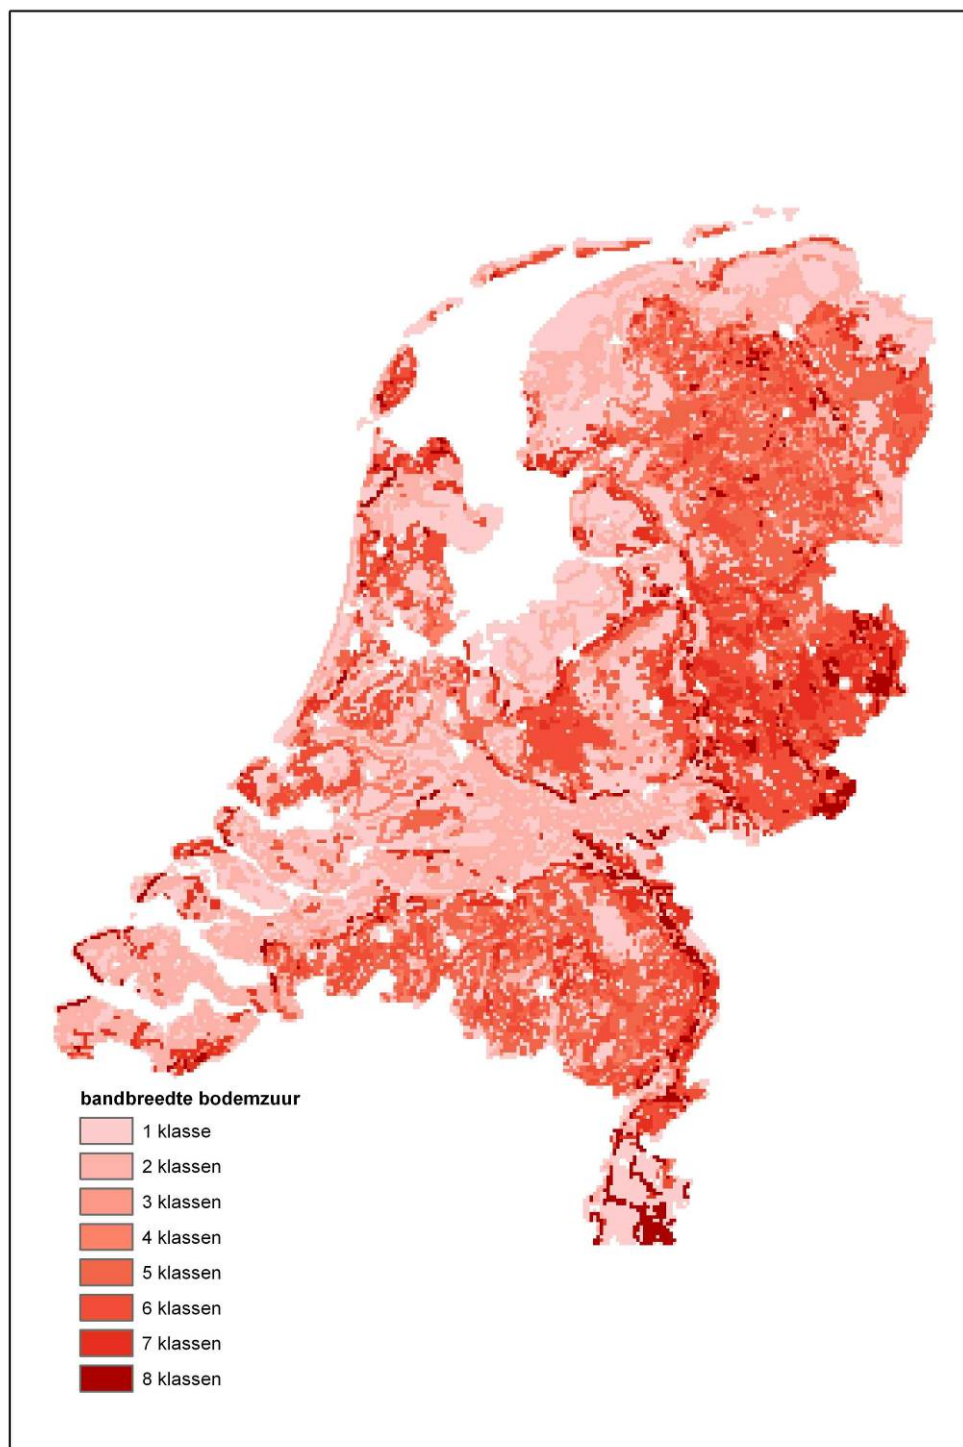 bandbreedte bodemzuur
1 klasse
2 klassen
3 klassen
4 klassen
5 klassen
6 klassen
7 klassen
8 klassen